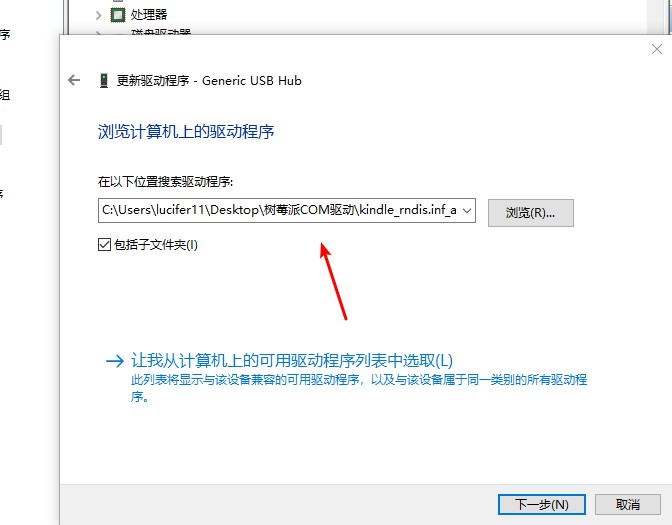 处理器
磁盘驱动器
序
组
序
更新驱动程序 - Generic USB Hub
浏览计算机上的驱动程序
在以下位置搜索驱动程序:
C:\Users\lucifer11\Desktop\树莓派COM驱动\kindle_rndis.inf_a
浏览(R)...
包括子文件夹(I)
让我从计算机上的可用驱动程序列表中选取(L)
此列表将显示与该设备兼容的可用驱动程序，以及与该设备属于同一类别的所有驱动程
序。
下一步(N)
取消